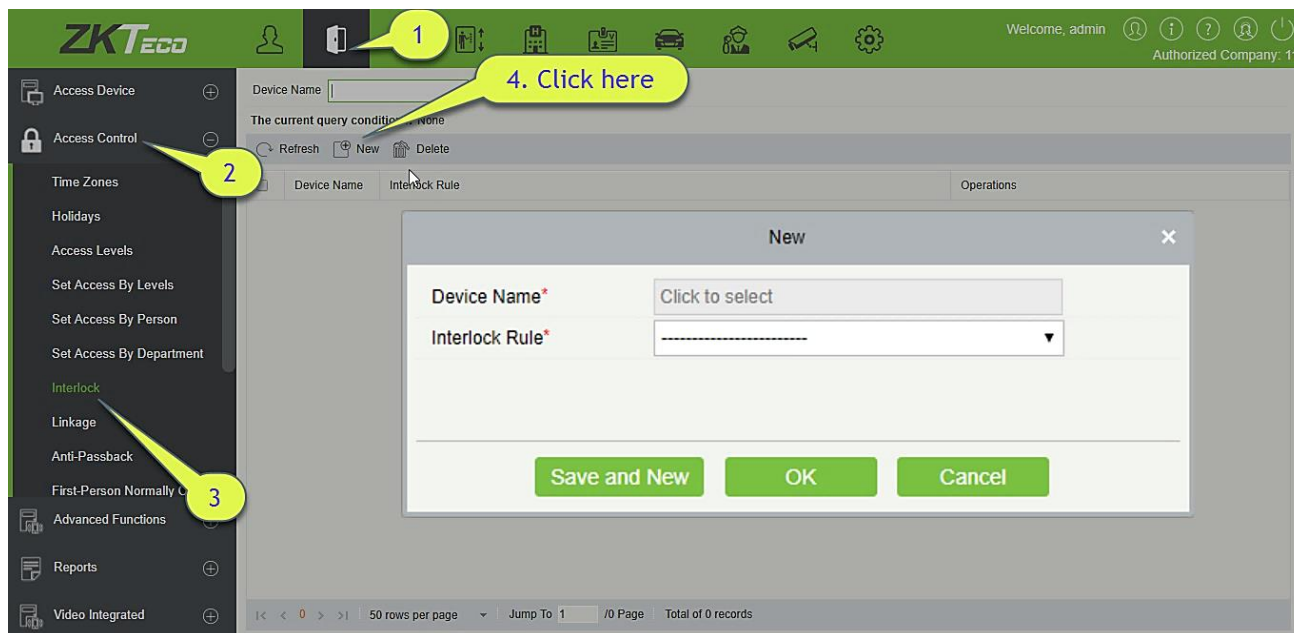 ZKTECO
Welcome, admin
Authorized Company: 1
1
4. Click here
Access Device
Device Name
The current query conditions: None
Access Control
Refresh New Delete
2
Time Zones
Device Name Interlock Rule Operations
Holidays
Access Levels
Set Access By Levels
Set Access By Person
Set Access By Department
Interlock
Linkage
Anti-Passback
First-Person Normally
3
Advanced Functions
Reports
Video Integrated
New
Device Name* Click to select
Interlock Rule* ------------------------
Save and New OK Cancel
|< < 0 > >| 50 rows per page Jump To 1 /0 Page Total of 0 records